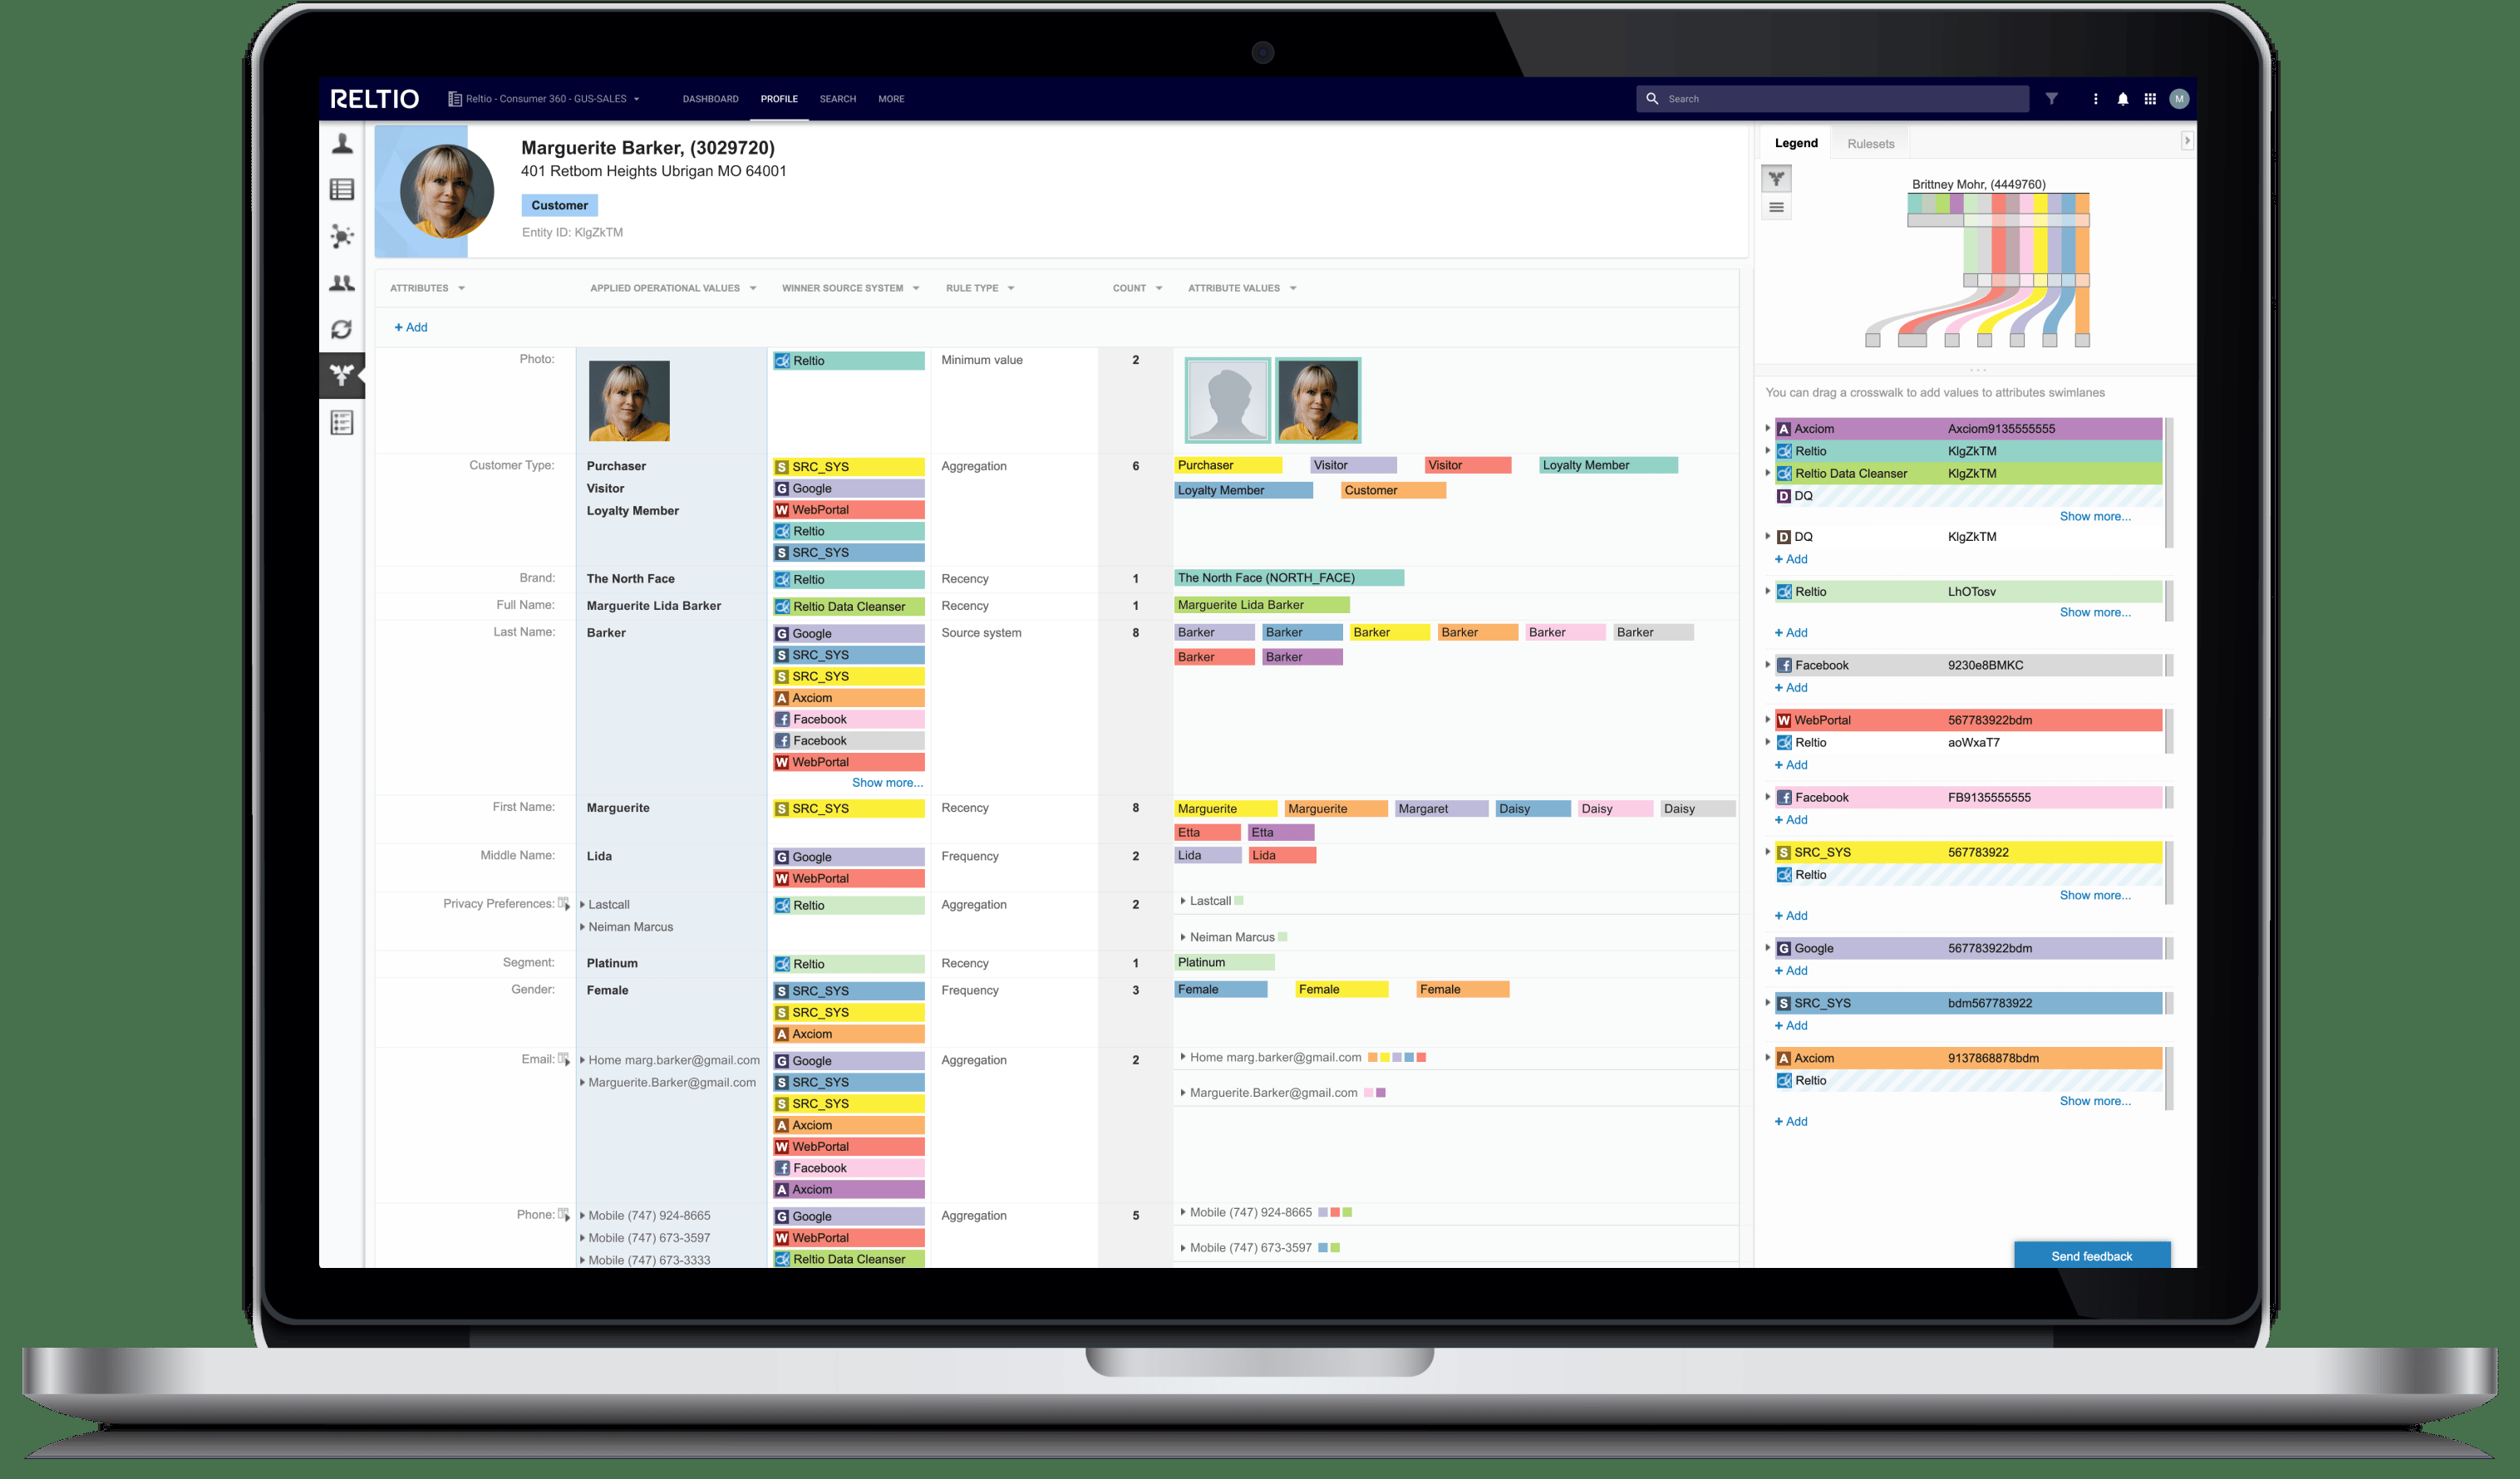 RELTIO
Reltio - Consumer 360 - GUS-SALES
DASHBOARD
PROFILE
SEARCH
MORE
Search
M
Marguerite Barker, (3029720)
401 Retbom Heights Ubrigan MO 64001
Customer
Entity ID: KlgZkTM
ATTRIBUTES
APPLIED OPERATIONAL VALUES
WINNER SOURCE SYSTEM
RULE TYPE
COUNT
ATTRIBUTE VALUES
+ Add
Photo:
Reltio
Minimum value
2
Customer Type:
Purchaser
Visitor
Loyalty Member
S SRC_SYS
G Google
W WebPortal
Reltio
S SRC_SYS
Aggregation
6
Purchaser Visitor Visitor Loyalty Member
Loyalty Member Customer
Brand:
The North Face
Reltio
Recency
1
The North Face (NORTH_FACE)
Full Name:
Marguerite Lida Barker
Reltio Data Cleanser
Recency
1
Marguerite Lida Barker
Last Name:
Barker
G Google
S SRC_SYS
S SRC_SYS
A Axciom
f Facebook
f Facebook
W WebPortal
Show more...
Source system
8
Barker Barker Barker Barker Barker Barker
Barker Barker
First Name:
Marguerite
S SRC_SYS
Recency
8
Marguerite Marguerite Margaret Daisy Daisy Daisy
Etta Etta
Middle Name:
Lida
G Google
W WebPortal
Frequency
2
Lida Lida
Privacy Preferences:
Lastcall
Neiman Marcus
Reltio
Aggregation
2
Lastcall
Neiman Marcus
Segment:
Platinum
Reltio
Recency
1
Platinum
Gender:
Female
S SRC_SYS
S SRC_SYS
A Axciom
Frequency
3
Female Female Female
Email:
Home marg.barker@gmail.com
Marguerite.Barker@gmail.com
G Google
S SRC_SYS
S SRC_SYS
A Axciom
W WebPortal
f Facebook
A Axciom
Aggregation
2
Home marg.barker@gmail.com
Marguerite.Barker@gmail.com
Phone:
Mobile (747) 924-8665
Mobile (747) 673-3597
Mobile (747) 673-3333
G Google
W WebPortal
Reltio Data Cleanser
Aggregation
5
Mobile (747) 924-8665
Mobile (747) 673-3597
Legend
Rulesets
Brittney Mohr, (4449760)
You can drag a crosswalk to add values to attributes swimlanes
A Axciom Axciom9135555555
Reltio KlgZkTM
Reltio Data Cleanser KlgZkTM
D DQ
Show more...
D DQ KlgZkTM
+ Add
Reltio LhOTosv
Show more...
+ Add
f Facebook 9230e8BMKC
+ Add
W WebPortal 567783922bdm
Reltio aoWxaT7
+ Add
f Facebook FB9135555555
+ Add
S SRC_SYS 567783922
Reltio
Show more...
+ Add
G Google 567783922bdm
+ Add
S SRC_SYS bdm567783922
+ Add
A Axciom 9137868878bdm
Reltio
Show more...
+ Add
Send feedback